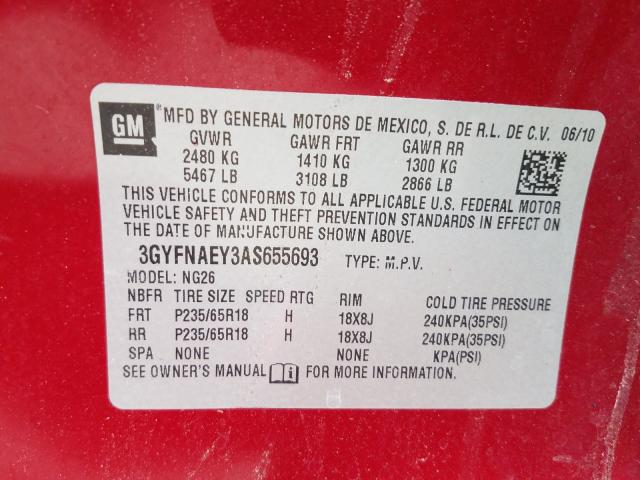 GM
®MFD BY GENERAL MOTORS DE MEXICO, S. DE R.L. DE C.V. 06/10
GVWR GAWR FRT GAWR RR
2480 KG 1410 KG 1300 KG
5467 LB 3108 LB 2866 LB
THIS VEHICLE CONFORMS TO ALL APPLICABLE U.S. FEDERAL MOTOR
VEHICLE SAFETY AND THEFT PREVENTION STANDARDS IN EFFECT ON
THE DATE OF MANUFACTURE SHOWN ABOVE.
3GYFNAEY3AS655693 TYPE: M.P.V.
MODEL: NG26
NBFR TIRE SIZE SPEED RTG RIM COLD TIRE PRESSURE
FRT P235/65R18 H 18X8J 240KPA(35PSI)
RR P235/65R18 H 18X8J 240KPA(35PSI)
SPA NONE NONE KPA(PSI)
SEE OWNER'S MANUAL i FOR MORE INFORMATION.